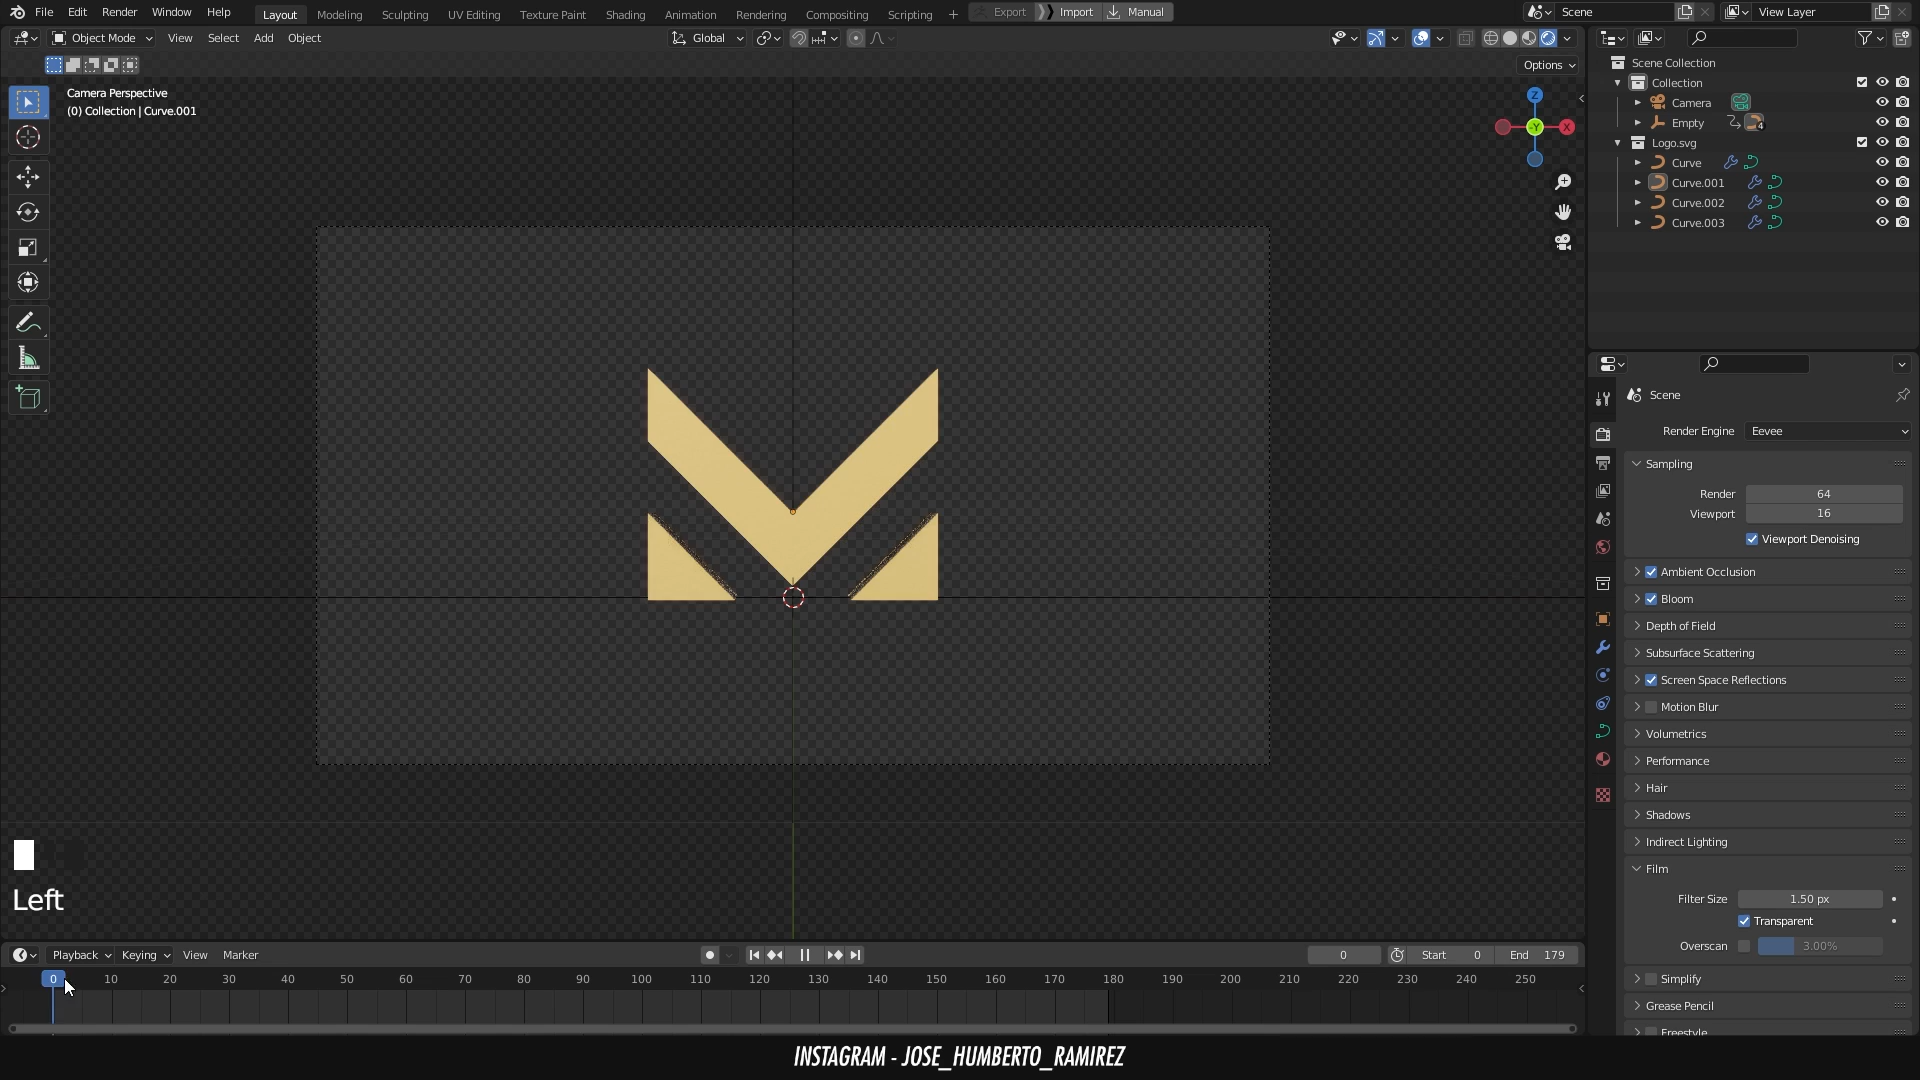 File Edit Render Window Help Layout Modeling Sculpting UV Editing Texture Paint Shading Animation Rendering Compositing Scripting + Export Import Manual Scene View Layer
Object Mode View Select Add Object Global
Options
Camera Perspective
(0) Collection | Curve.001
Z
-Y
X
Scene Collection
Collection
Camera
Empty 4
Logo.svg
Curve
Curve.001
Curve.002
Curve.003
Scene
Render Engine Eevee
Sampling
Render 64
Viewport 16
Viewport Denoising
Ambient Occlusion
Bloom
Depth of Field
Subsurface Scattering
Screen Space Reflections
Motion Blur
Volumetrics
Performance
Hair
Shadows
Indirect Lighting
Film
Filter Size 1.50 px
Transparent
Overscan 3.00%
Simplify
Grease Pencil
Freestyle
Left
Playback Keying View Marker 0 Start 0 End 179
0 10 20 30 40 50 60 70 80 90 100 110 120 130 140 150 160 170 180 190 200 210 220 230 240 250
INSTAGRAM - JOSE_HUMBERTO_RAMIREZ